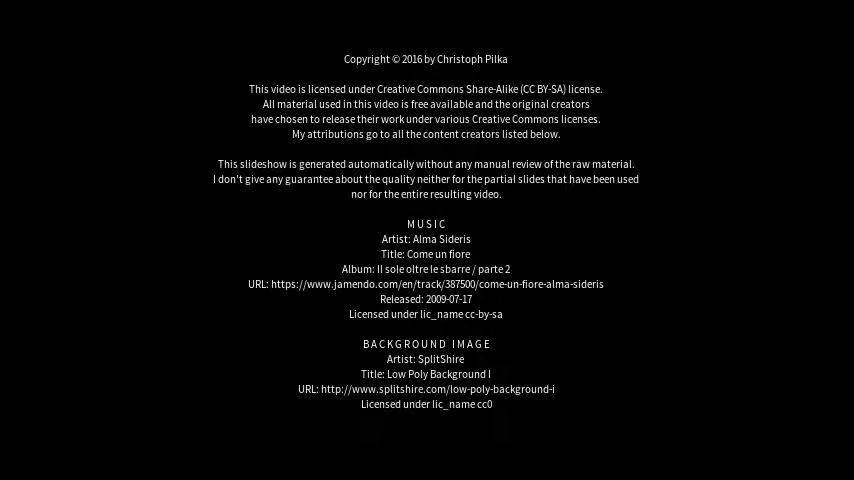 Copyright © 2016 by Christoph Pilka
This video is licensed under Creative Commons Share-Alike (CC BY-SA) license.
All material used in this video is free available and the original creators
have chosen to release their work under various Creative Commons licenses.
My attributions go to all the content creators listed below.
This slideshow is generated automatically without any manual review of the raw material.
I don't give any guarantee about the quality neither for the partial slides that have been used
nor for the entire resulting video.
MUSIC
Artist: Alma Sideris
Title: Come un fiore
Album: Il sole oltre le sbarre / parte 2
URL: https://www.jamendo.com/en/track/387500/come-un-fiore-alma-sideris
Released: 2009-07-17
Licensed under lic_name cc-by-sa
BACKGROUND IMAGE
Artist: SplitShire
Title: Low Poly Background I
URL: http://www.splitshire.com/low-poly-background-i
Licensed under lic_name cc0